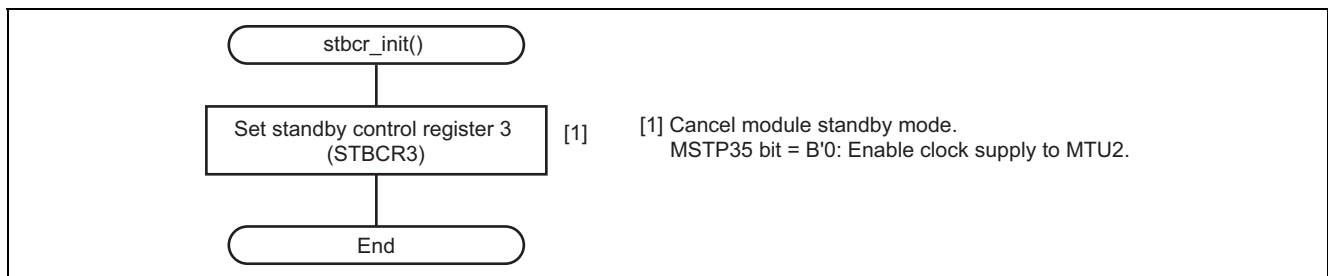 stbcr_init()
Set standby control register 3
(STBCR3)
[1]
[1] Cancel module standby mode.
MSTP35 bit = B'0: Enable clock supply to MTU2.
End